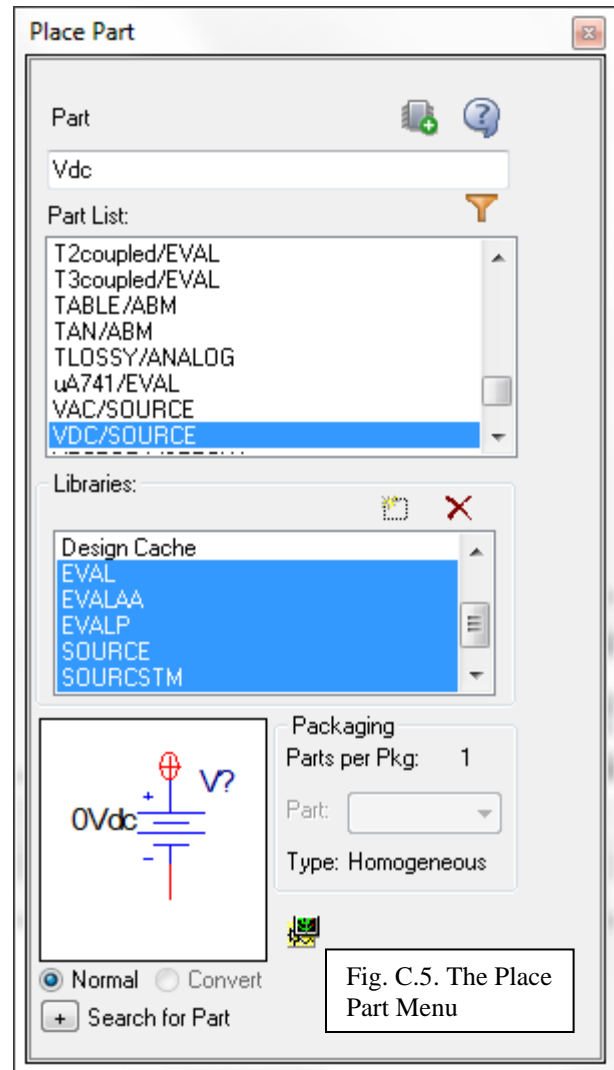 Place Part
Part
Vdc
Part List:
T2coupled/EVAL
T3coupled/EVAL
TABLE/ABM
TAN/ABM
TLOSSY/ANALOG
uA741/EVAL
VAC/SOURCE
VDC/SOURCE
Libraries:
Design Cache
EVAL
EVALAA
EVALP
SOURCE
SOURCSTM
V?
0Vdc
+
-
Packaging
Parts per Pkg: 1
Part:
Type: Homogeneous
Normal Convert
+ Search for Part
Fig. C.5. The Place
Part Menu